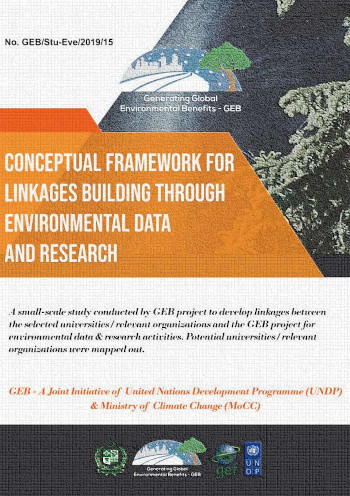 No. GEB/Stu-Eve/2019/15
Generating Global
Environmental Benefits - GEB
CONCEPTUAL FRAMEWORK FOR
LINKAGES BUILDING THROUGH
ENVIRONMENTAL DATA
AND RESEARCH
A small-scale study conducted by GEB project to develop linkages between
the selected universities/ relevant organizations and the GEB project for
environmental data & research activities. Potential universities/ relevant
organizations were mapped out.
GEB - A Joint Initiative of United Nations Development Programme (UNDP)
& Ministry of Climate Change (MoCC)
Generating Global
Environmental Benefits - GEB
gef
U N
D P